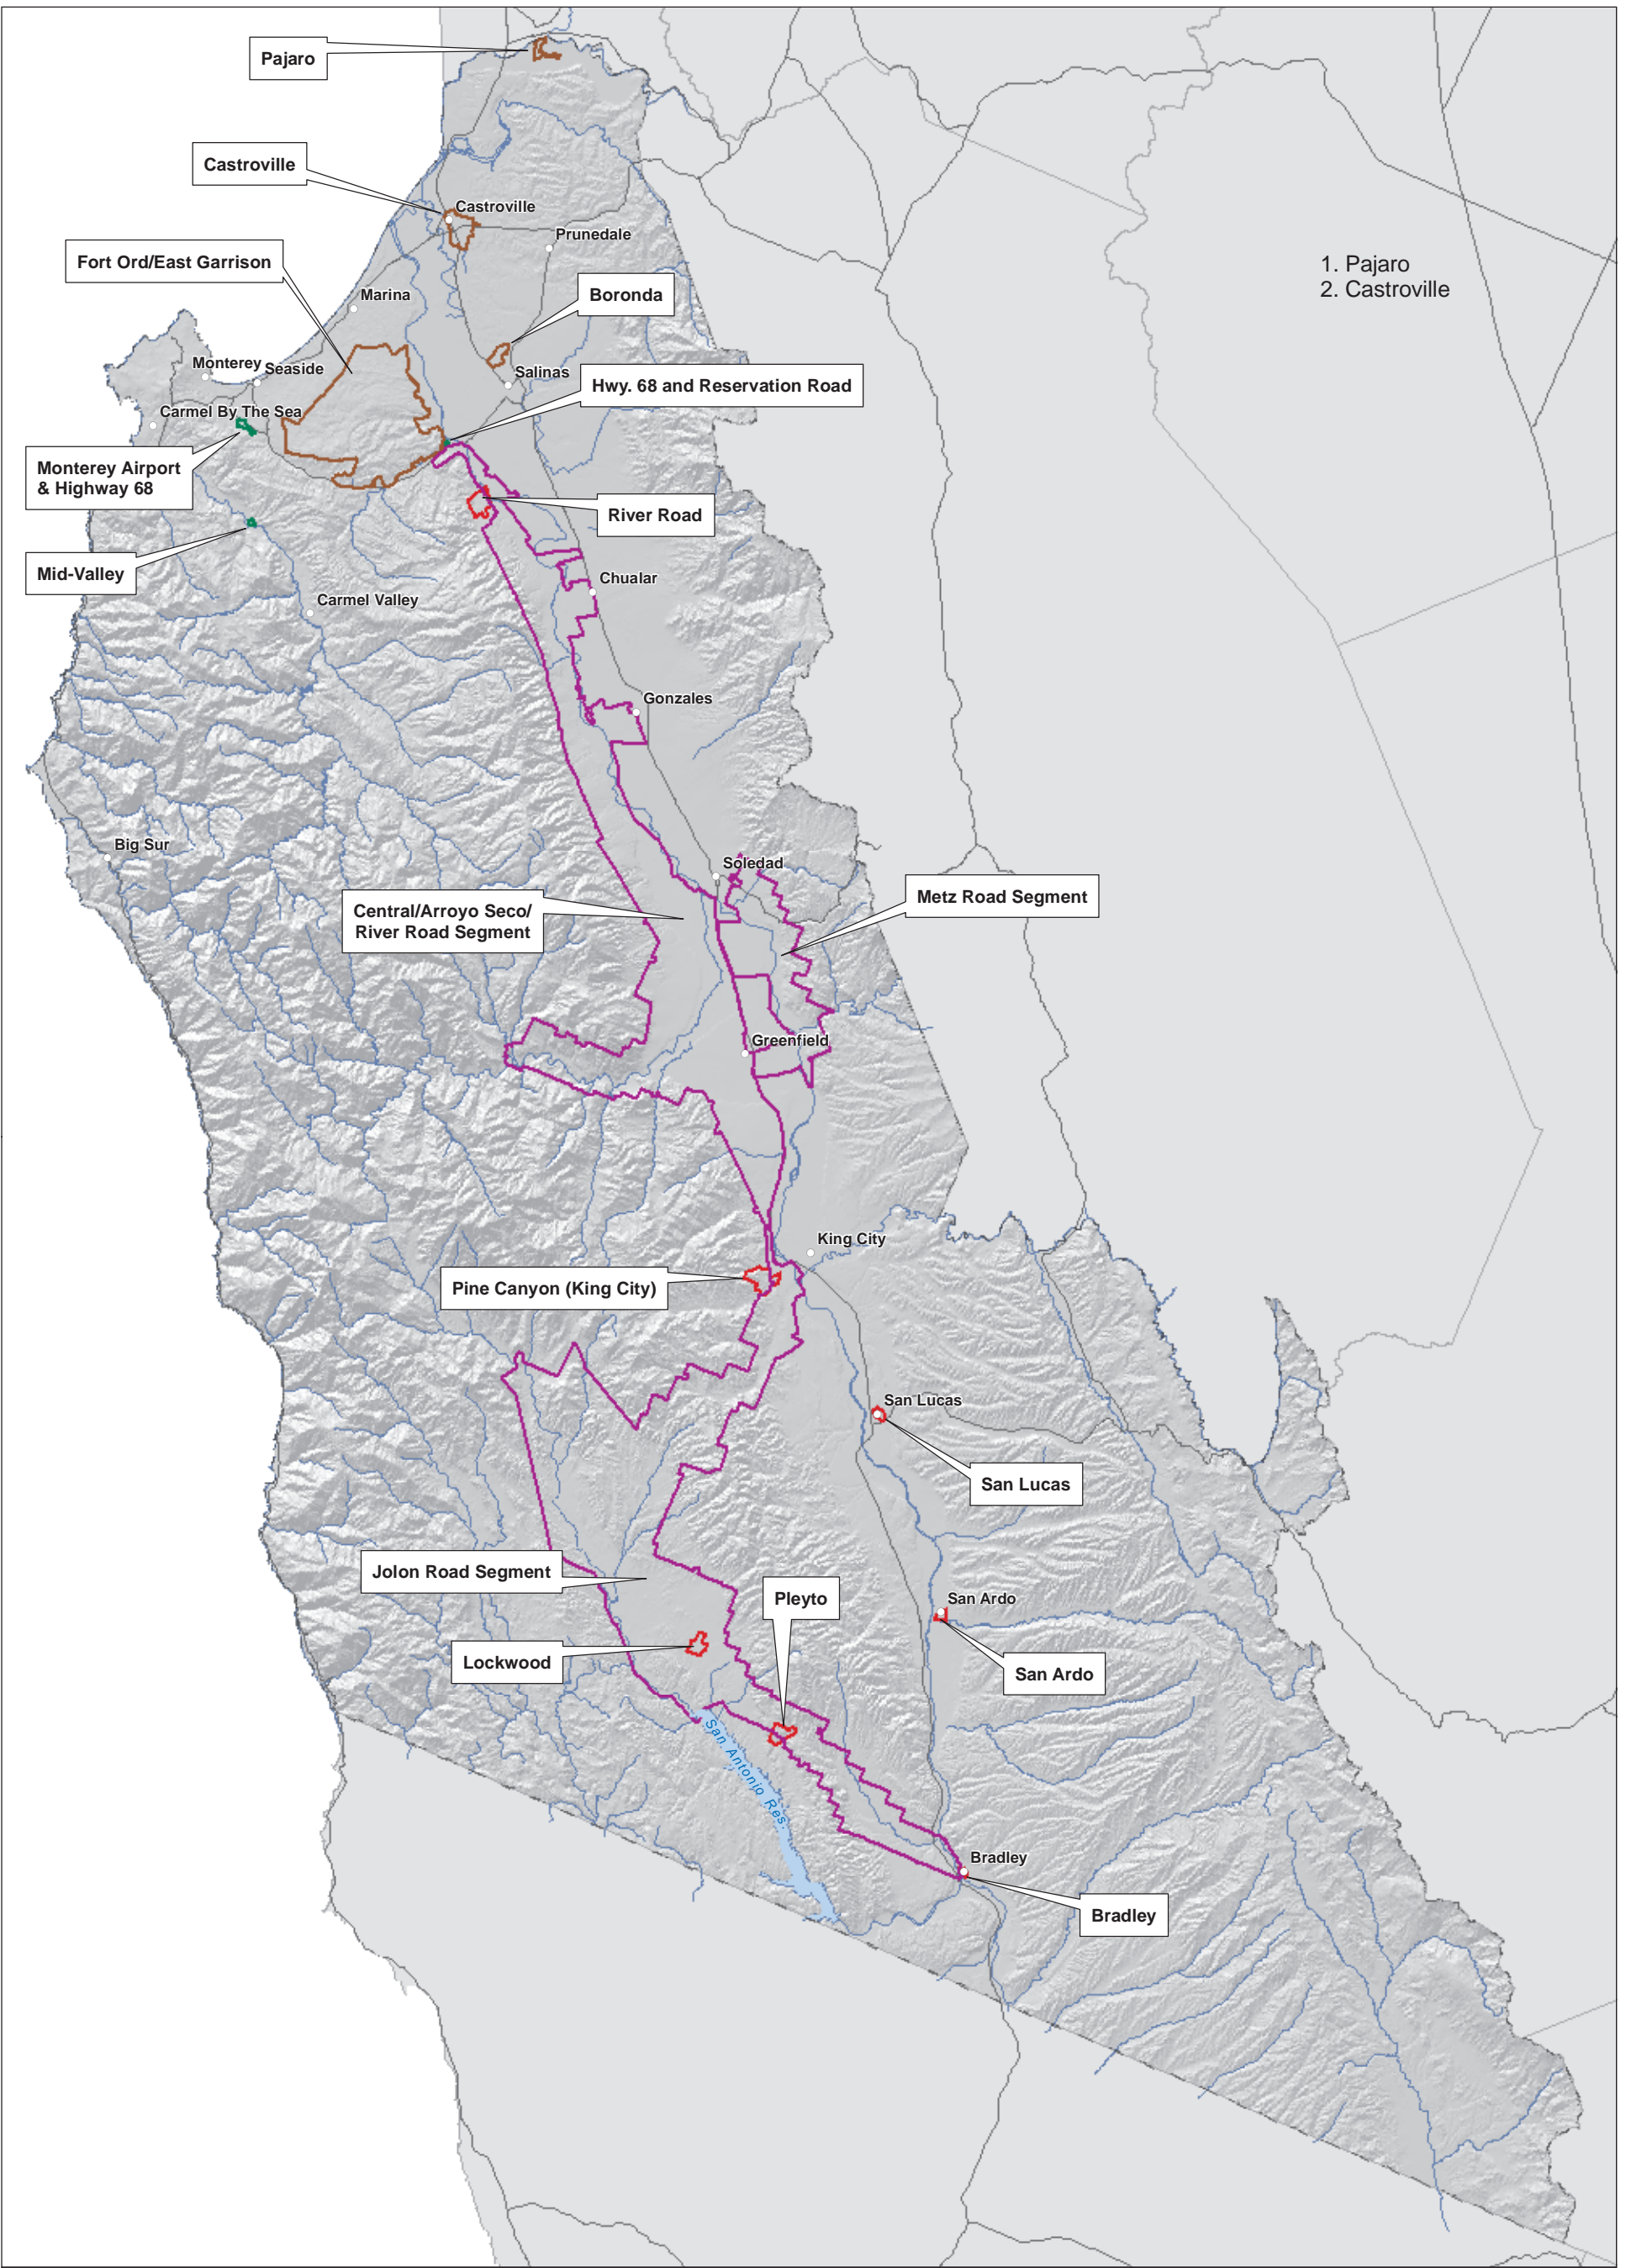 Pajaro
Castroville
Castroville
Prunedale
Fort Ord/East Garrison
1. Pajaro
2. Castroville
Marina
Boronda
Monterey
Seaside
Salinas
Hwy. 68 and Reservation Road
Carmel By The Sea
Monterey Airport
& Highway 68
River Road
Mid-Valley
Chualar
Carmel Valley
Gonzales
Big Sur
Soledad
Metz Road Segment
Central/Arroyo Seco/
River Road Segment
Greenfield
King City
Pine Canyon (King City)
San Lucas
San Lucas
Jolon Road Segment
Pleyto
San Ardo
Lockwood
San Ardo
San Antonio Res.
Bradley
Bradley